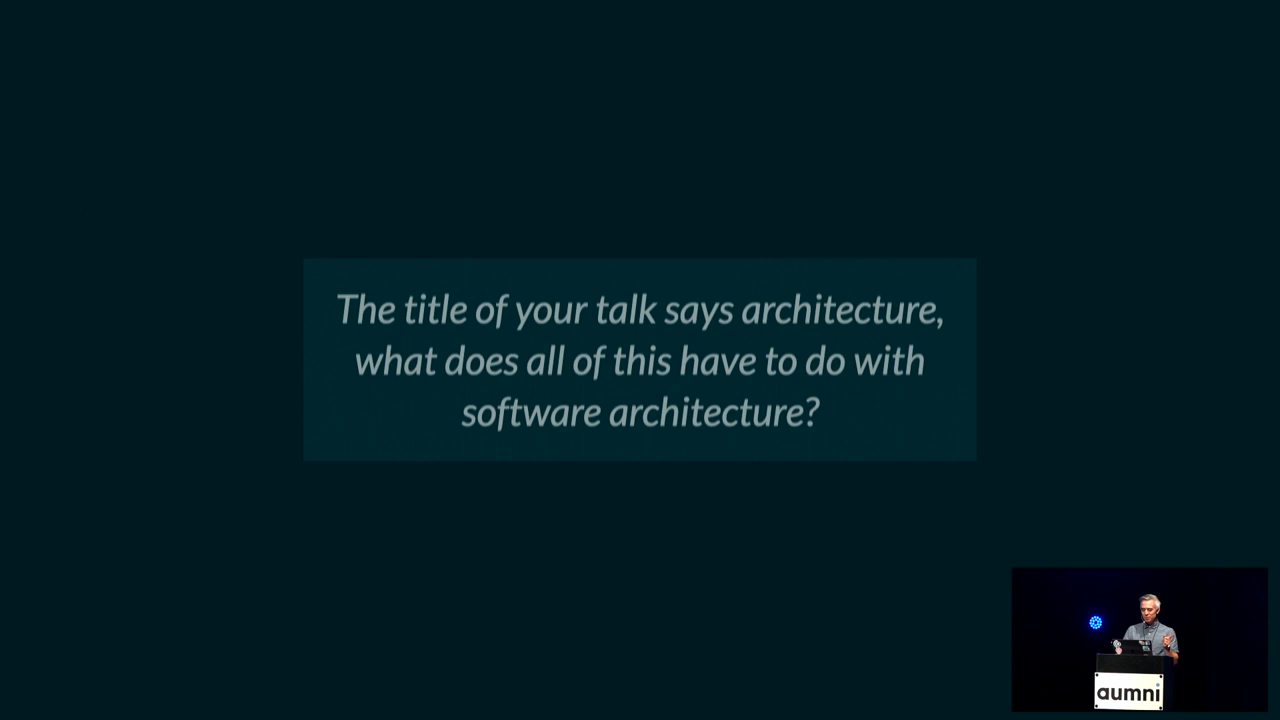 The title of your talk says architecture,
what does all of this have to do with
software architecture?
aumni